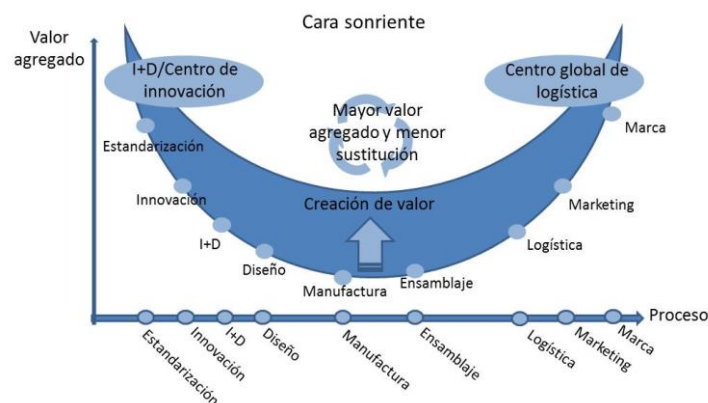 Cara sonriente
Valor
agregado
I+D/Centro de
innovación
Centro global de
logística
Mayor valor
agregado y menor
sustitución
Estandarización
Marca
Innovación
Creación de valor
Marketing
I+D
Logística
Diseño
Manufactura
Ensamblaje
Proceso
Estandarización
Innovación
I+D
Diseño
Manufactura
Ensamblaje
Logística
Marketing
Marca